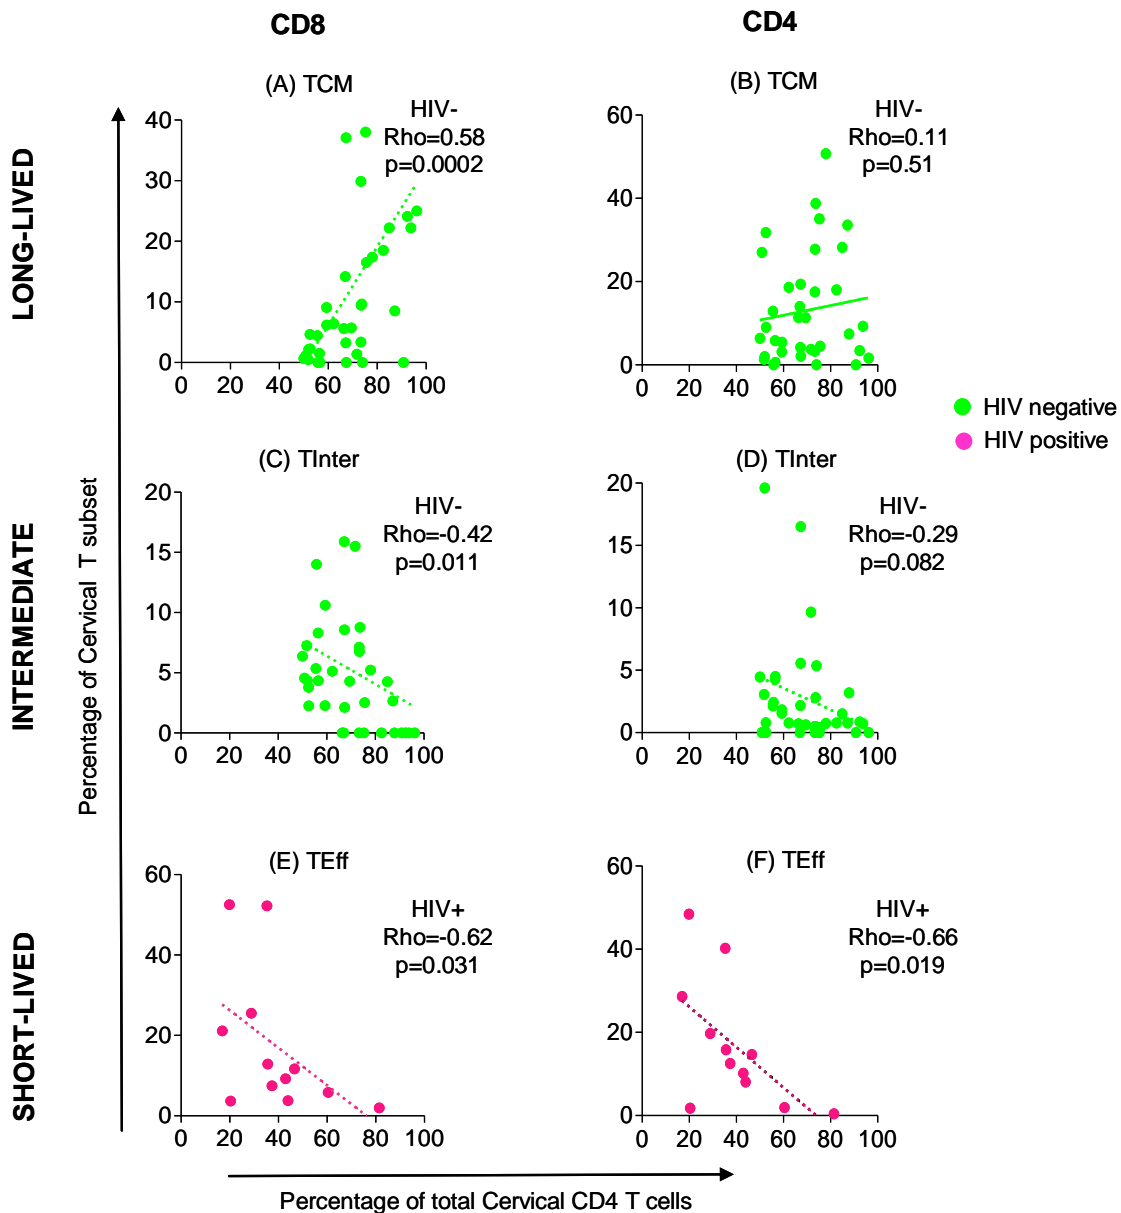 CD8
CD4
LONG-LIVED
INTERMEDIATE
SHORT-LIVED
Percentage of Cervical T subset
(A) TCM
HIV-
Rho=0.58
p=0.0002
40
30
20
10
0
0 20 40 60 80 100
(B) TCM
HIV-
Rho=0.11
p=0.51
60
40
20
0
0 20 40 60 80 100
HIV negative
HIV positive
(C) TInter
HIV-
Rho=-0.42
p=0.011
20
15
10
5
0
0 20 40 60 80 100
(D) TInter
HIV-
Rho=-0.29
p=0.082
20
15
10
5
0
0 20 40 60 80 100
(E) TEff
HIV+
Rho=-0.62
p=0.031
60
40
20
0
0 20 40 60 80 100
(F) TEff
HIV+
Rho=-0.66
p=0.019
60
40
20
0
0 20 40 60 80 100
Percentage of total Cervical CD4 T cells